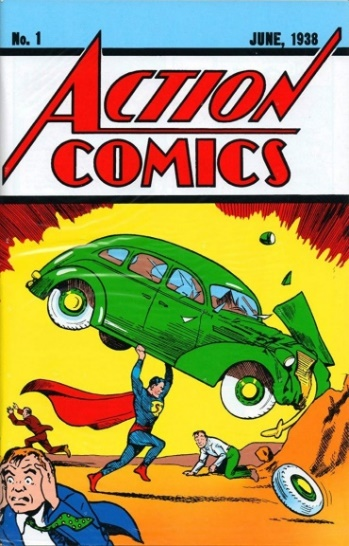 No. 1
JUNE, 1938
ACTION
COMICS
S